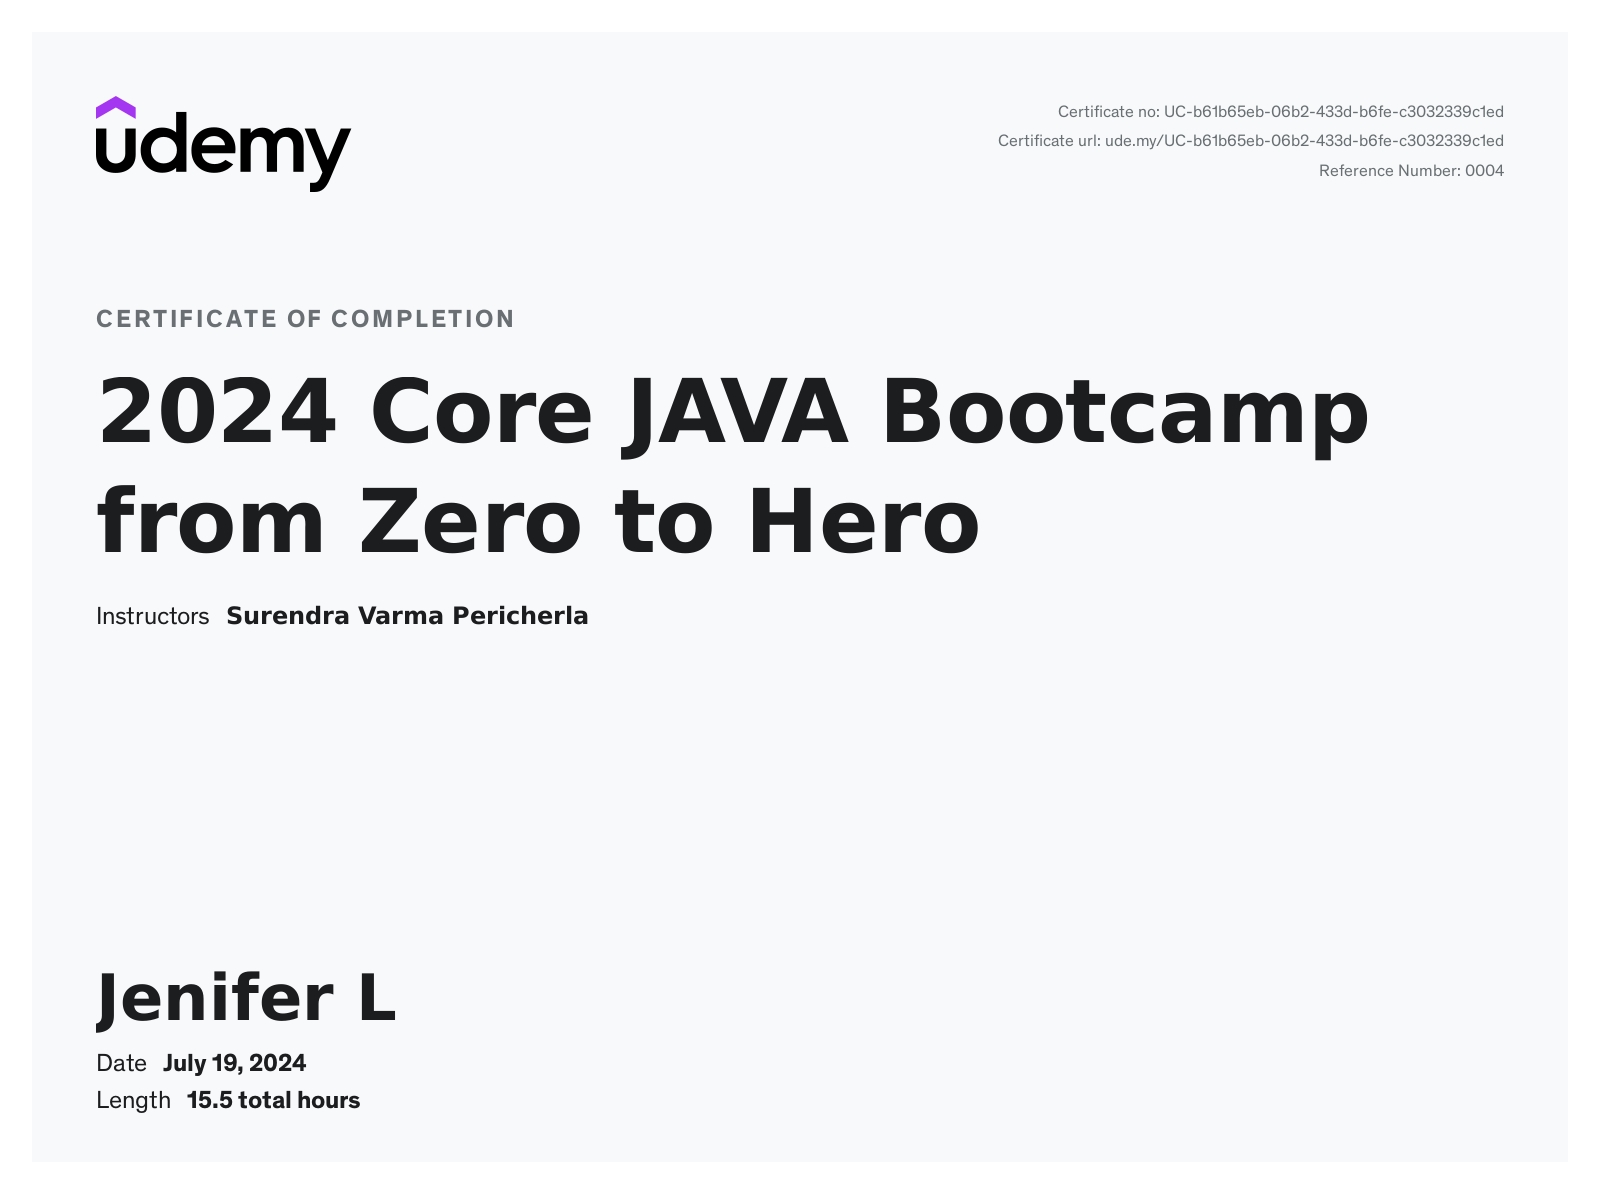 udemy
Certificate no: UC-b61b65eb-06b2-433d-b6fe-c3032339c1ed
Certificate url: ude.my/UC-b61b65eb-06b2-433d-b6fe-c3032339c1ed
Reference Number: 0004
CERTIFICATE OF COMPLETION
2024 Core JAVA Bootcamp
from Zero to Hero
Instructors Surendra Varma Pericherla
Jenifer L
Date July 19, 2024
Length 15.5 total hours